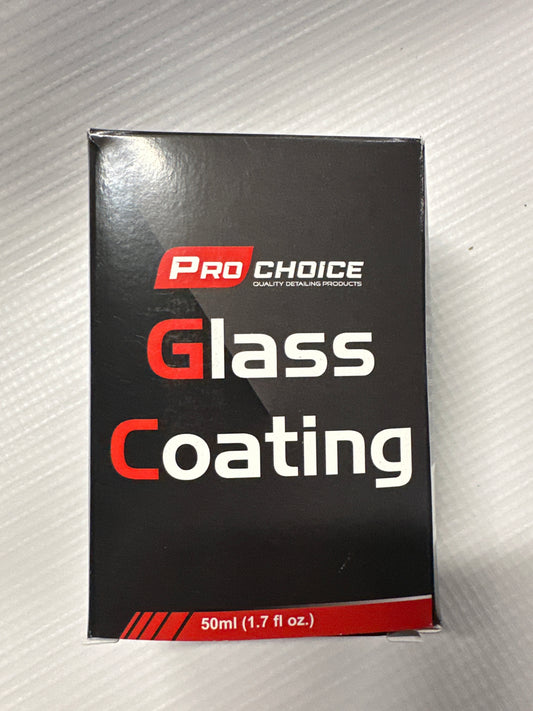 PRO CHOICE
QUALITY DETAILING PRODUCTS
Glass
Coating
50ml (1.7 fl oz.)